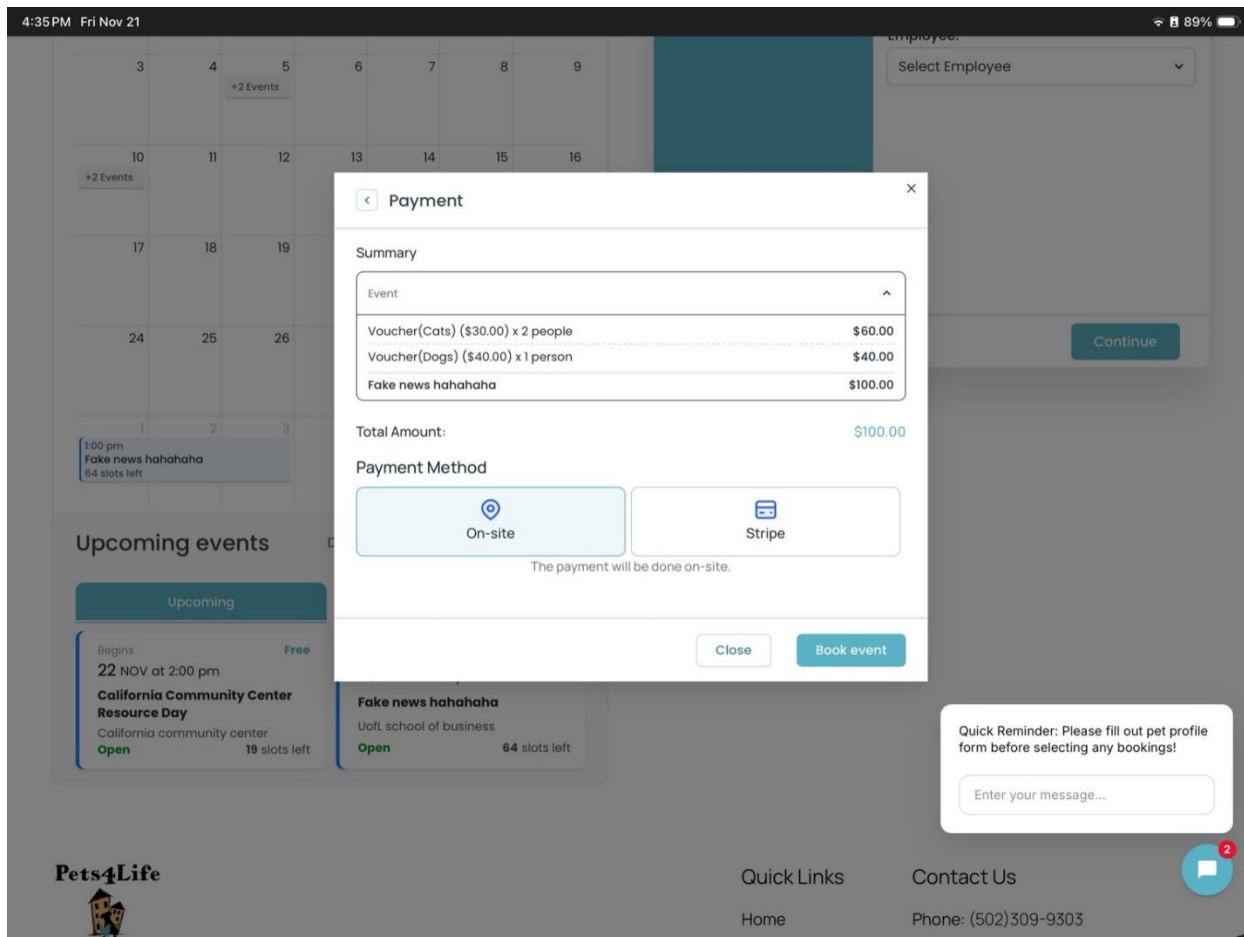 4:35 PM Fri Nov 21
89%
Employee:
Select Employee
3 4 5 6 7 8 9
+2 Events
10 11 12 13 14 15 16
+2 Events
17 18 19
24 25 26
1 2 3
1:00 pm
Fake news hahahaha
64 slots left
Continue
Payment
Summary
Event
Voucher(Cats) ($30.00) x 2 people $60.00
Voucher(Dogs) ($40.00) x 1 person $40.00
Fake news hahahaha $100.00
Total Amount: $100.00
Payment Method
On-site
Stripe
The payment will be done on-site.
Close
Book event
Upcoming events
Upcoming
Begins Free
22 NOV at 2:00 pm
California Community Center
Resource Day
California community center
Open 19 slots left
Fake news hahahaha
UofL school of business
Open 64 slots left
Quick Reminder: Please fill out pet profile
form before selecting any bookings!
Enter your message...
2
Pets4Life
Quick Links
Home
Contact Us
Phone: (502)309-9303